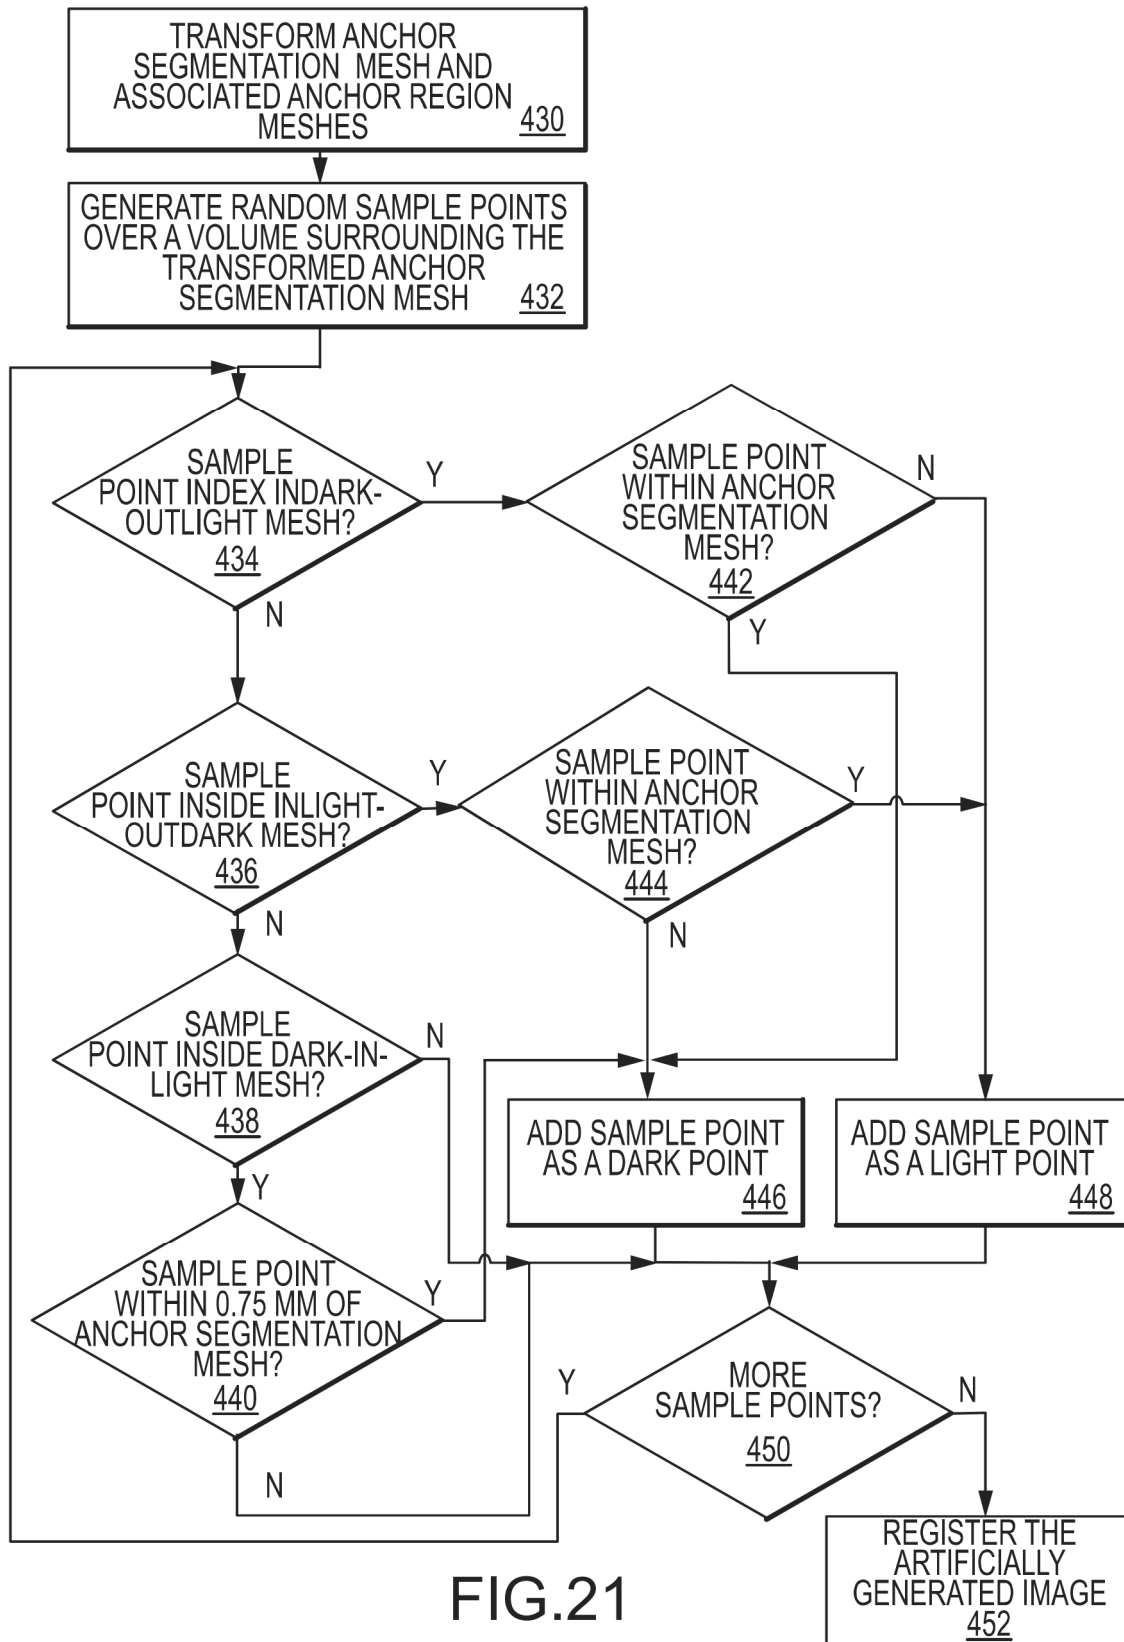 TRANSFORM ANCHOR
SEGMENTATION MESH AND
ASSOCIATED ANCHOR REGION
MESHES
430
GENERATE RANDOM SAMPLE POINTS
OVER A VOLUME SURROUNDING THE
TRANSFORMED ANCHOR
SEGMENTATION MESH
432
SAMPLE
POINT INDEX INDARK-
OUTLIGHT MESH?
434
Y
N
SAMPLE POINT
WITHIN ANCHOR
SEGMENTATION
MESH?
442
N
Y
SAMPLE
POINT INSIDE INLIGHT-
OUTDARK MESH?
436
Y
N
SAMPLE POINT
WITHIN ANCHOR
SEGMENTATION
MESH?
444
Y
N
SAMPLE
POINT INSIDE DARK-IN-
LIGHT MESH?
438
N
Y
ADD SAMPLE POINT
AS A DARK POINT
446
ADD SAMPLE POINT
AS A LIGHT POINT
448
SAMPLE POINT
WITHIN 0.75 MM OF
ANCHOR SEGMENTATION
MESH?
440
Y
N
MORE
SAMPLE POINTS?
450
Y
N
REGISTER THE
ARTIFICIALLY
GENERATED IMAGE
452
FIG.21